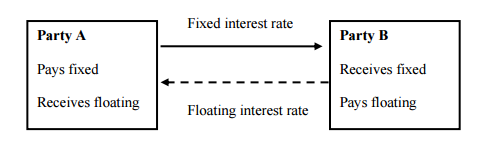 Fixed interest rate
Party A
Pays fixed
Receives floating
Party B
Receives fixed
Pays floating
Floating interest rate